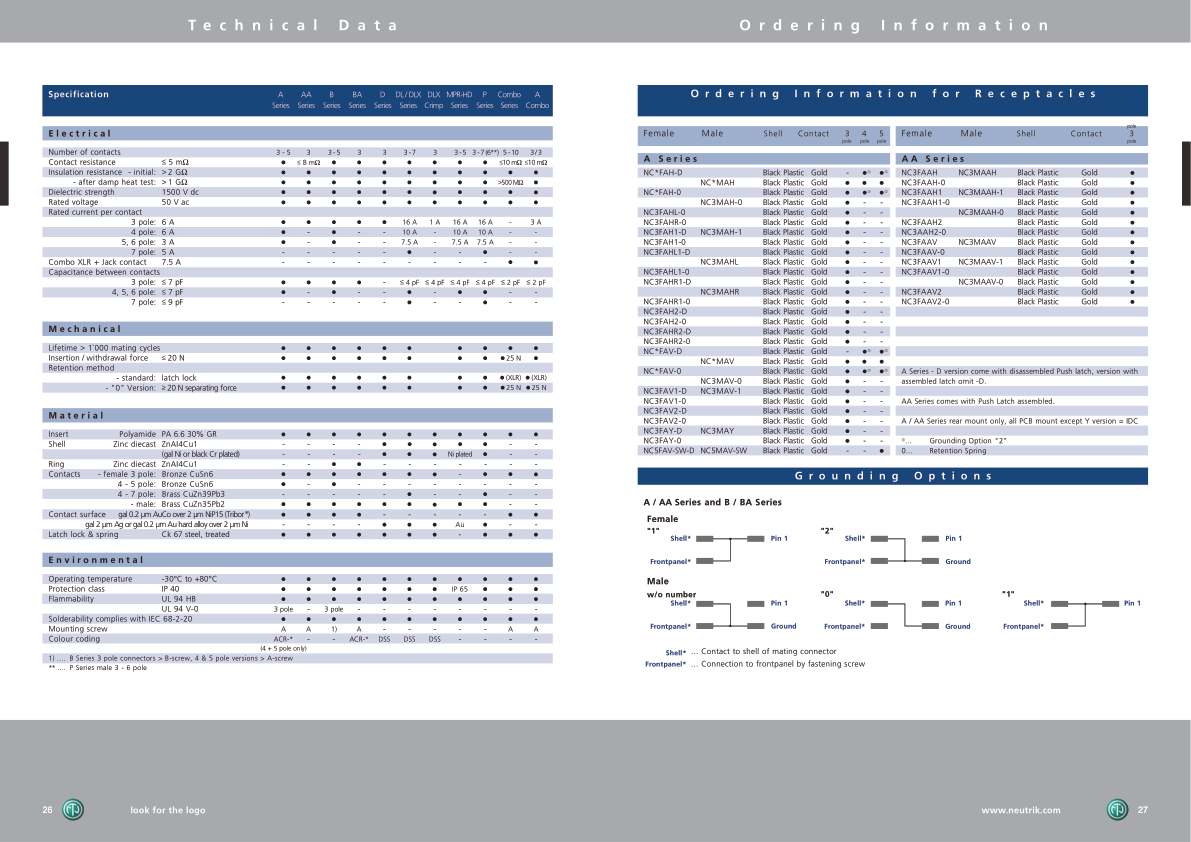 Technical Data
Specification A AA B BA D DL / DLX DLX MPR-HD P Combo A
Series Series Series Series Series Series Crimp Series Series Series Combo
Electrical
Number of contacts 3 - 5 3 3 - 5 3 3 3 - 7 3 3 - 5 3 - 7 (6**) 5 - 10 3 / 3
Contact resistance ≤ 5 mΩ ● ≤ 8 mΩ ● ● ● ● ● ● ● ≤10 mΩ ≤10 mΩ
Insulation resistance - initial: > 2 GΩ ● ● ● ● ● ● ● ● ● ● ●
- after damp heat test: > 1 GΩ ● ● ● ● ● ● ● ● ● >500 MΩ ●
Dielectric strength 1500 V dc ● ● ● ● ● ● ● ● ● ● ●
Rated voltage 50 V ac ● ● ● ● ● ● ● ● ● ● ●
Rated current per contact
3 pole: 6 A ● ● ● ● ● 16 A 1 A 16 A 16 A - 3 A
4 pole: 6 A ● - ● - - 10 A - 10 A 10 A - -
5, 6 pole: 3 A ● - ● - - 7.5 A - 7.5 A 7.5 A - -
7 pole: 5 A - - - - - ● - - ● - -
Combo XLR + Jack contact 7.5 A - - - - - - - - - ● ●
Capacitance between contacts
3 pole: ≤ 7 pF ● ● ● ● - ≤ 4 pF ≤ 4 pF ≤ 4 pF ≤ 4 pF ≤ 2 pF ≤ 2 pF
4, 5, 6 pole: ≤ 7 pF ● - ● - - ● - ● ● - -
7 pole: ≤ 9 pF - - - - - ● - - ● - -
Mechanical
Lifetime > 1´000 mating cycles ● ● ● ● ● ● ● ● ● ●
Insertion / withdrawal force ≤ 20 N ● ● ● ● ● ● ● ● ● 25 N ●
Retention method
- standard: latch lock ● ● ● ● ● ● ● ● ● (XLR) ● (XLR)
- "0" Version: ≥ 20 N separating force ● ● ● ● ● ● ● ● ● 25 N ● 25 N
Material
Insert Polyamide PA 6.6 30% GR ● ● ● ● ● ● ● ● ● ● ●
Shell Zinc diecast ZnAl4Cu1 - - - - ● ● ● ● ● - -
(gal Ni or black Cr plated) - - - - ● ● ● Ni plated ● - -
Ring Zinc diecast ZnAl4Cu1 - - ● ● - - - - - - -
Contacts - female 3 pole: Bronze CuSn6 ● ● ● ● ● ● ● ● ● ● ●
4 - 5 pole: Bronze CuSn6 ● - ● - - - - - - - -
4 - 7 pole: Brass CuZn39Pb3 - - - - - ● - - ● - -
- male: Brass CuZn35Pb2 ● ● ● ● ● ● ● ● ● - -
Contact surface gal 0.2 µm AuCo over 2 µm NiP15 (Tribor*) ● ● ● ● - - - - - ● ●
gal 2 µm Ag or gal 0.2 µm Au hard alloy over 2 µm Ni - - - - ● ● ● Au ● - -
Latch lock & spring Ck 67 steel, treated ● ● ● ● ● ● ● ● ● ● ●
Environmental
Operating temperature -30°C to +80°C ● ● ● ● ● ● ● ● ● ● ●
Protection class IP 40 ● ● ● ● ● ● ● IP 65 ● ● ●
Flammability UL 94 HB ● ● ● ● ● ● ● ● ● ● ●
UL 94 V-0 3 pole - 3 pole - - - - - - - -
Solderability complies with IEC 68-2-20 ● ● ● ● ● ● ● ● ● ● ●
Mounting screw A A 1) A - - - - - A A
Colour coding ACR-* - - ACR-* DSS DSS DSS - - - -
(4 + 5 pole only)
1) .... B Series 3 pole connectors > B-screw, 4 & 5 pole versions > A-screw
** .... P Series male 3 - 6 pole
26 look for the logo
Ordering Information
Ordering Information for Receptacles
Female Male Shell Contact 3 pole 4 pole 5 pole
A Series
NC*FAH-D Black Plastic Gold - ●°⁾ ●°⁾
NC*MAH Black Plastic Gold ● ● ●
NC*FAH-0 Black Plastic Gold ● ●°⁾ ●°⁾
NC3MAH-0 Black Plastic Gold ● - -
NC3FAHL-0 Black Plastic Gold ● - -
NC3FAHR-0 Black Plastic Gold ● - -
NC3FAH1-D NC3MAH-1 Black Plastic Gold ● - -
NC3FAH1-0 Black Plastic Gold ● - -
NC3FAHL1-D Black Plastic Gold ● - -
NC3MAHL Black Plastic Gold ● - -
NC3FAHL1-0 Black Plastic Gold ● - -
NC3FAHR1-D Black Plastic Gold ● - -
NC3MAHR Black Plastic Gold ● - -
NC3FAHR1-0 Black Plastic Gold ● - -
NC3FAH2-D Black Plastic Gold ● - -
NC3FAH2-0 Black Plastic Gold ● - -
NC3FAHR2-D Black Plastic Gold ● - -
NC3FAHR2-0 Black Plastic Gold ● - -
NC*FAV-D Black Plastic Gold - ●°⁾ ●°⁾
NC*MAV Black Plastic Gold ● ● ●
NC*FAV-0 Black Plastic Gold ● ●°⁾ ●°⁾
NC3MAV-0 Black Plastic Gold ● - -
NC3FAV1-D NC3MAV-1 Black Plastic Gold ● - -
NC3FAV1-0 Black Plastic Gold ● - -
NC3FAV2-D Black Plastic Gold ● - -
NC3FAV2-0 Black Plastic Gold ● - -
NC3FAY-D NC3MAY Black Plastic Gold ● - -
NC3FAY-0 Black Plastic Gold ● - -
NC5FAV-SW-D NC5MAV-SW Black Plastic Gold - - ●
pole
Female Male Shell Contact 3
pole
AA Series
NC3FAAH NC3MAAH Black Plastic Gold ●
NC3FAAH-0 Black Plastic Gold ●
NC3FAAH1 NC3MAAH-1 Black Plastic Gold ●
NC3FAAH1-0 Black Plastic Gold ●
NC3MAAH-0 Black Plastic Gold ●
NC3FAAH2 Black Plastic Gold ●
NC3AAH2-0 Black Plastic Gold ●
NC3FAAV NC3MAAV Black Plastic Gold ●
NC3FAAV-0 NC3MAAV-0 Black Plastic Gold ●
NC3FAAV1 NC3MAAV-1 Black Plastic Gold ●
NC3FAAV1-0 Black Plastic Gold ●
NC3FAAV2 Black Plastic Gold ●
NC3FAAV2-0 Black Plastic Gold ●
A Series - D version come with disassembled Push latch, version with
assembled latch omit -D.
AA Series comes with Push Latch assembled.
A / AA Series rear mount only, all PCB mount except Y version = IDC
°⁾... Grounding Option "2"
0... Retention Spring
Grounding Options
A / AA Series and B / BA Series
Female
"1" "2"
Shell* Pin 1 Shell* Pin 1
Frontpanel* Frontpanel* Ground
Male
w/o number "0" "1"
Shell* Pin 1 Shell* Pin 1 Shell* Pin 1
Frontpanel* Ground Frontpanel* Ground Frontpanel*
Shell* ... Contact to shell of mating connector
Frontpanel* ... Connection to frontpanel by fastening screw
www.neutrik.com 27